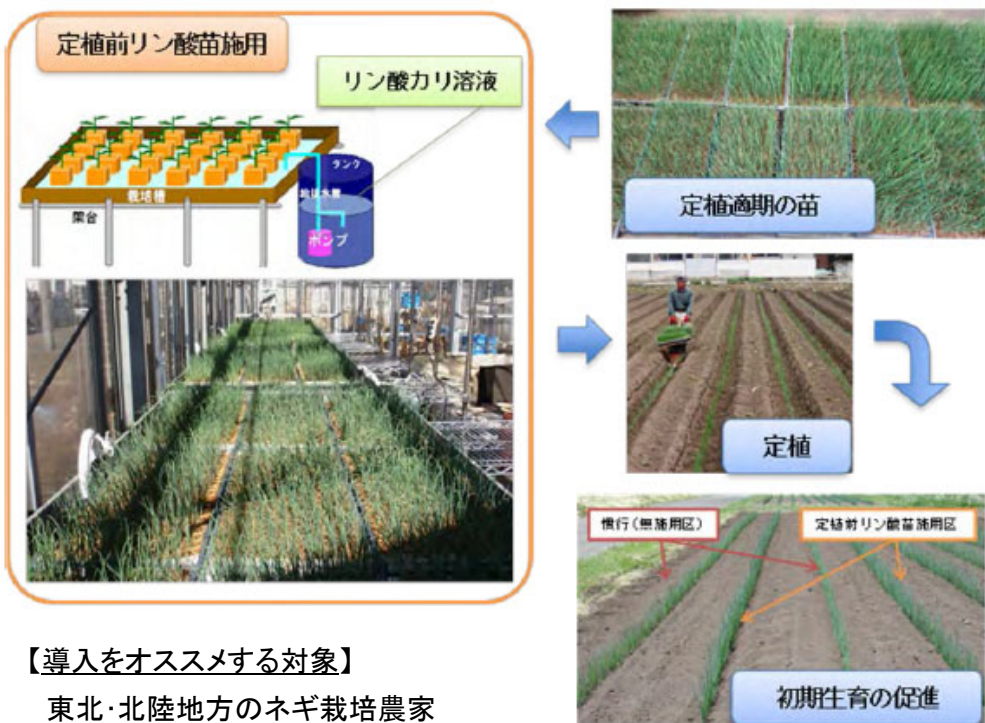 定植前リン酸苗施用
リン酸カリ溶液
タンク
栽培槽
架台
ポンプ
定植適期の苗
定植
慣行(無施用区)
定植前リン酸苗施用区
初期生育の促進
【導入をオススメする対象】
東北・北陸地方のネギ栽培農家